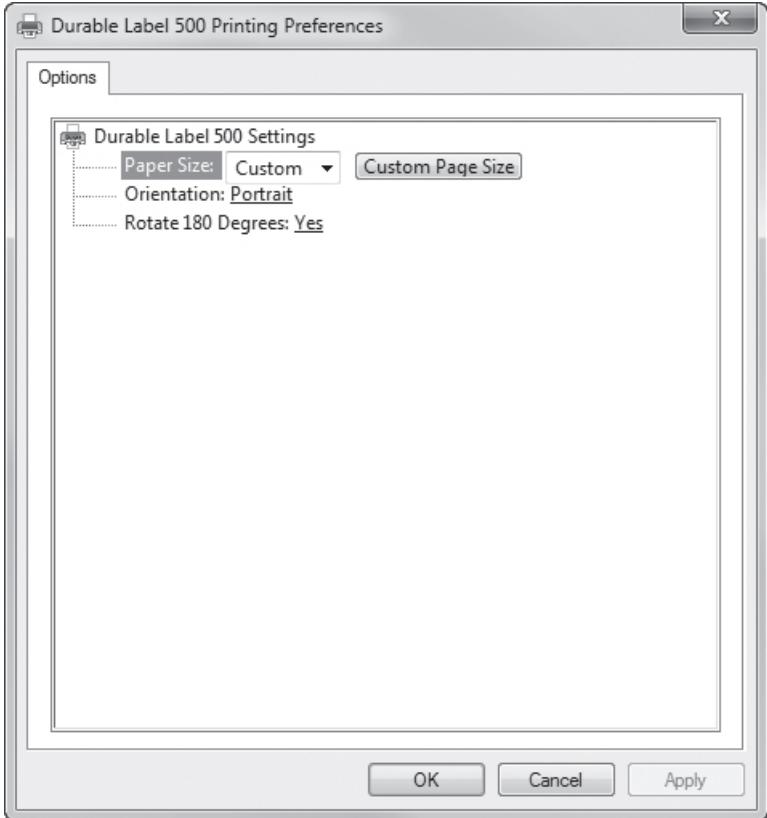 Durable Label 500 Printing Preferences
Options
Durable Label 500 Settings
Paper Size: Custom Custom Page Size
Orientation: Portrait
Rotate 180 Degrees: Yes
OK Cancel Apply